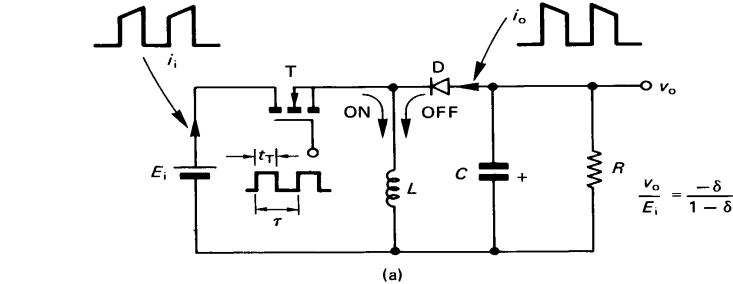 i_i
i_o
T
D
v_o
ON
OFF
t_T
E_i
L
C
+
R
v_o/E_i = -δ/(1 - δ)
τ
(a)